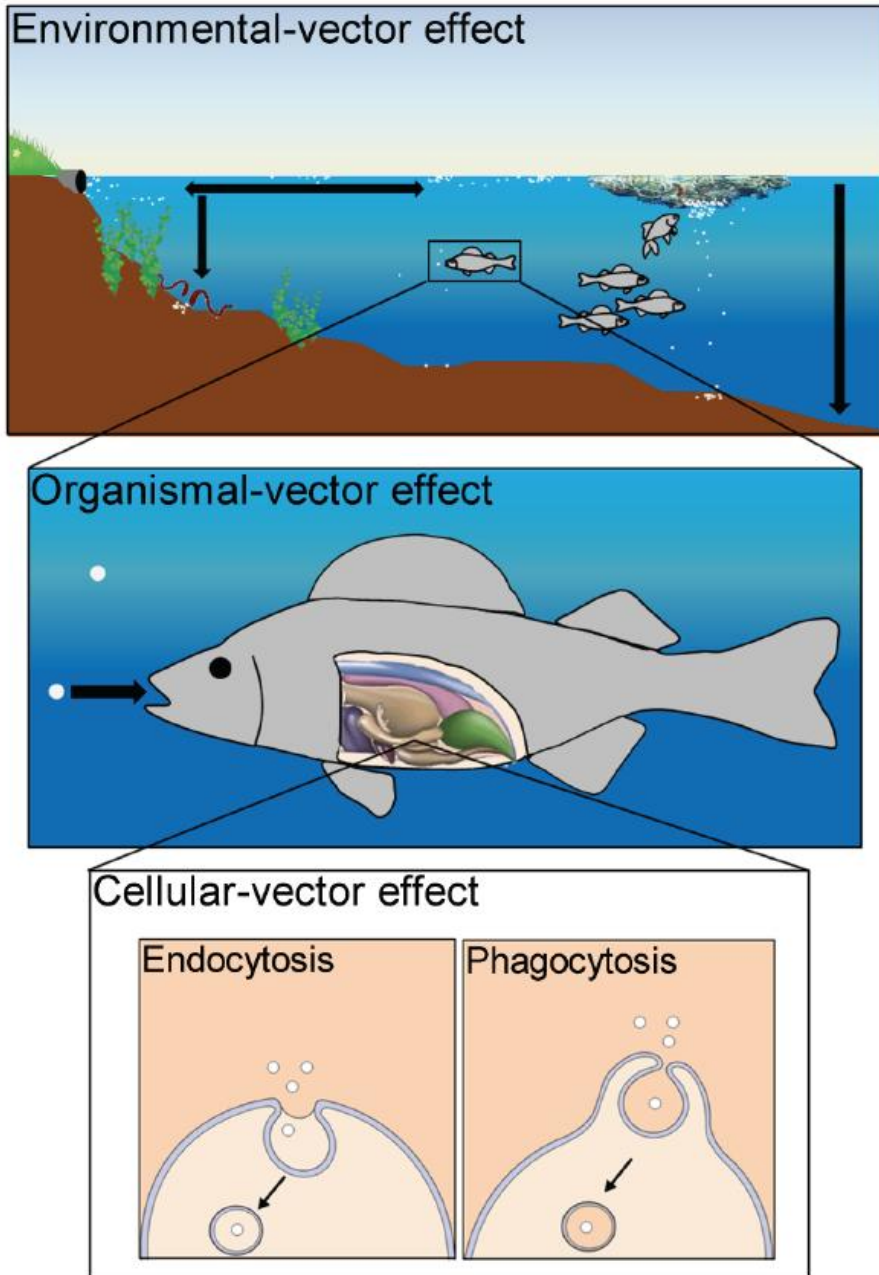 Environmental-vector effect
Organismal-vector effect
Cellular-vector effect
Endocytosis
Phagocytosis